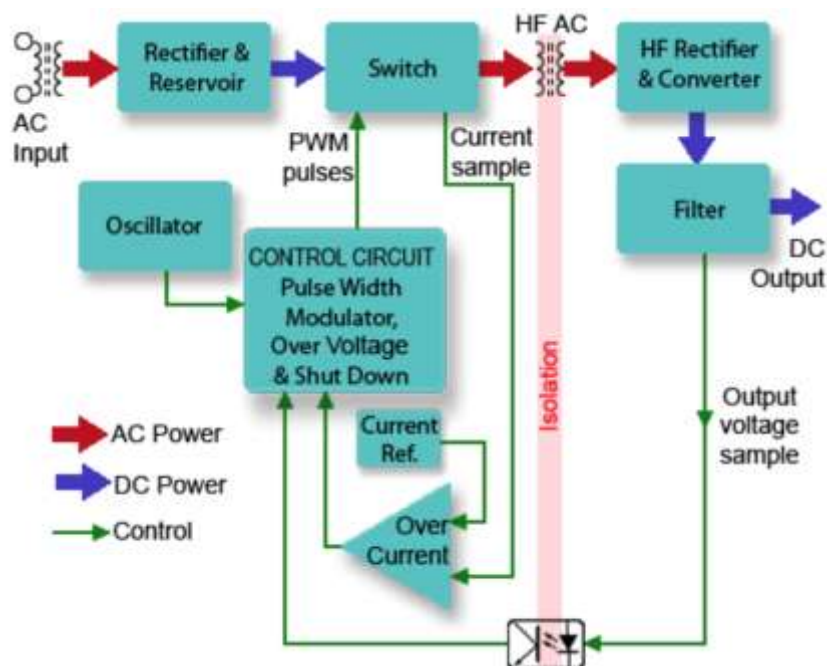 AC
Input
Rectifier &
Reservoir
Switch
HF AC
HF Rectifier
& Converter
PWM
pulses
Current
sample
Filter
DC
Output
Oscillator
CONTROL CIRCUIT
Pulse Width
Modulator,
Over Voltage
& Shut Down
Isolation
Output
voltage
sample
AC Power
DC Power
Control
Current
Ref.
Over
Current